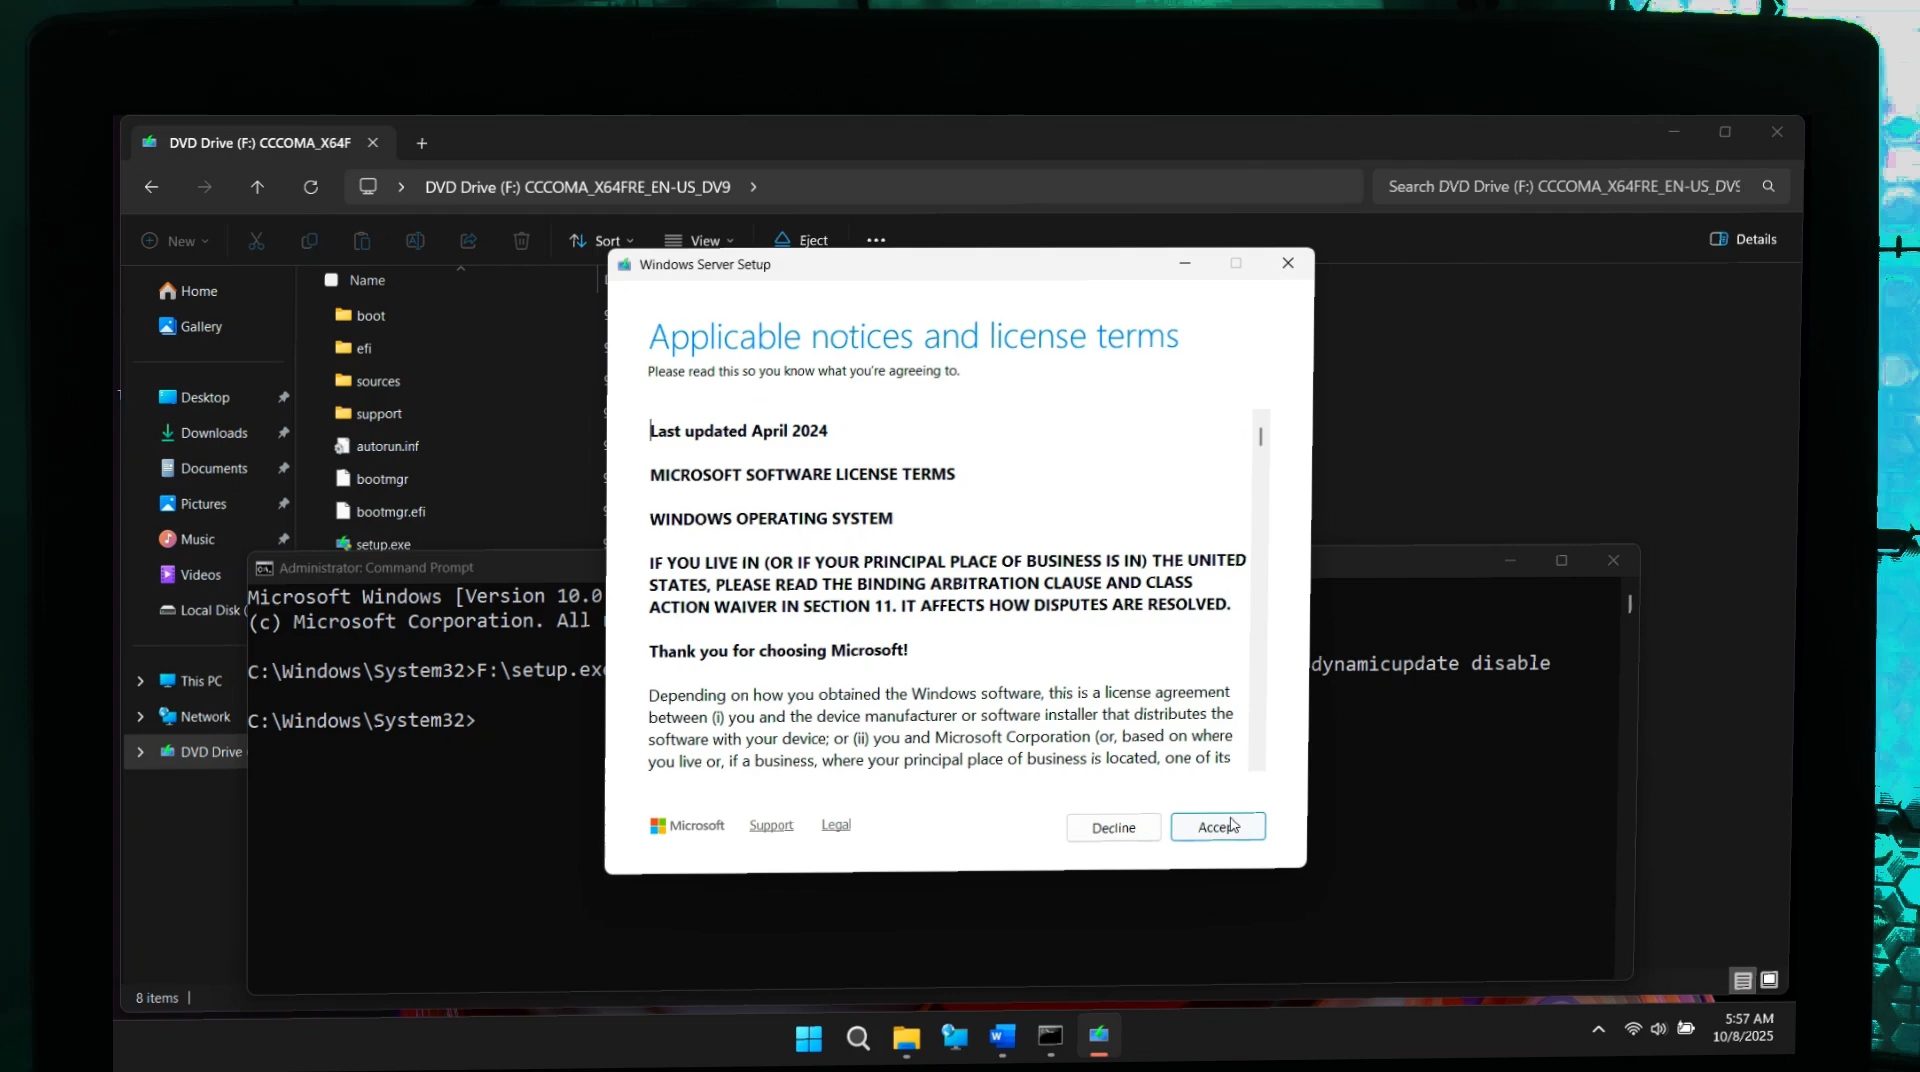 DVD Drive (F:) CCCOMA_X64F
DVD Drive (F:) CCCOMA_X64FRE_EN-US_DV9
Search DVD Drive (F:) CCCOMA_X64FRE_EN-US_DV9
New
Sort
View
Eject
Details
Home
Gallery
Desktop
Downloads
Documents
Pictures
Music
Videos
Local Disk (
This PC
Network
DVD Drive
Name
boot
efi
sources
support
autorun.inf
bootmgr
bootmgr.efi
setup.exe
8 items
Administrator: Command Prompt
Microsoft Windows [Version 10.0
(c) Microsoft Corporation. All
C:\Windows\System32>F:\setup.exe
dynamicupdate disable
C:\Windows\System32>
Windows Server Setup
Applicable notices and license terms
Please read this so you know what you're agreeing to.
Last updated April 2024
MICROSOFT SOFTWARE LICENSE TERMS
WINDOWS OPERATING SYSTEM
IF YOU LIVE IN (OR IF YOUR PRINCIPAL PLACE OF BUSINESS IS IN) THE UNITED
STATES, PLEASE READ THE BINDING ARBITRATION CLAUSE AND CLASS
ACTION WAIVER IN SECTION 11. IT AFFECTS HOW DISPUTES ARE RESOLVED.
Thank you for choosing Microsoft!
Depending on how you obtained the Windows software, this is a license agreement
between (i) you and the device manufacturer or software installer that distributes the
software with your device; or (ii) you and Microsoft Corporation (or, based on where
you live or, if a business, where your principal place of business is located, one of its
Microsoft
Support
Legal
Decline
Accept
5:57 AM
10/8/2025